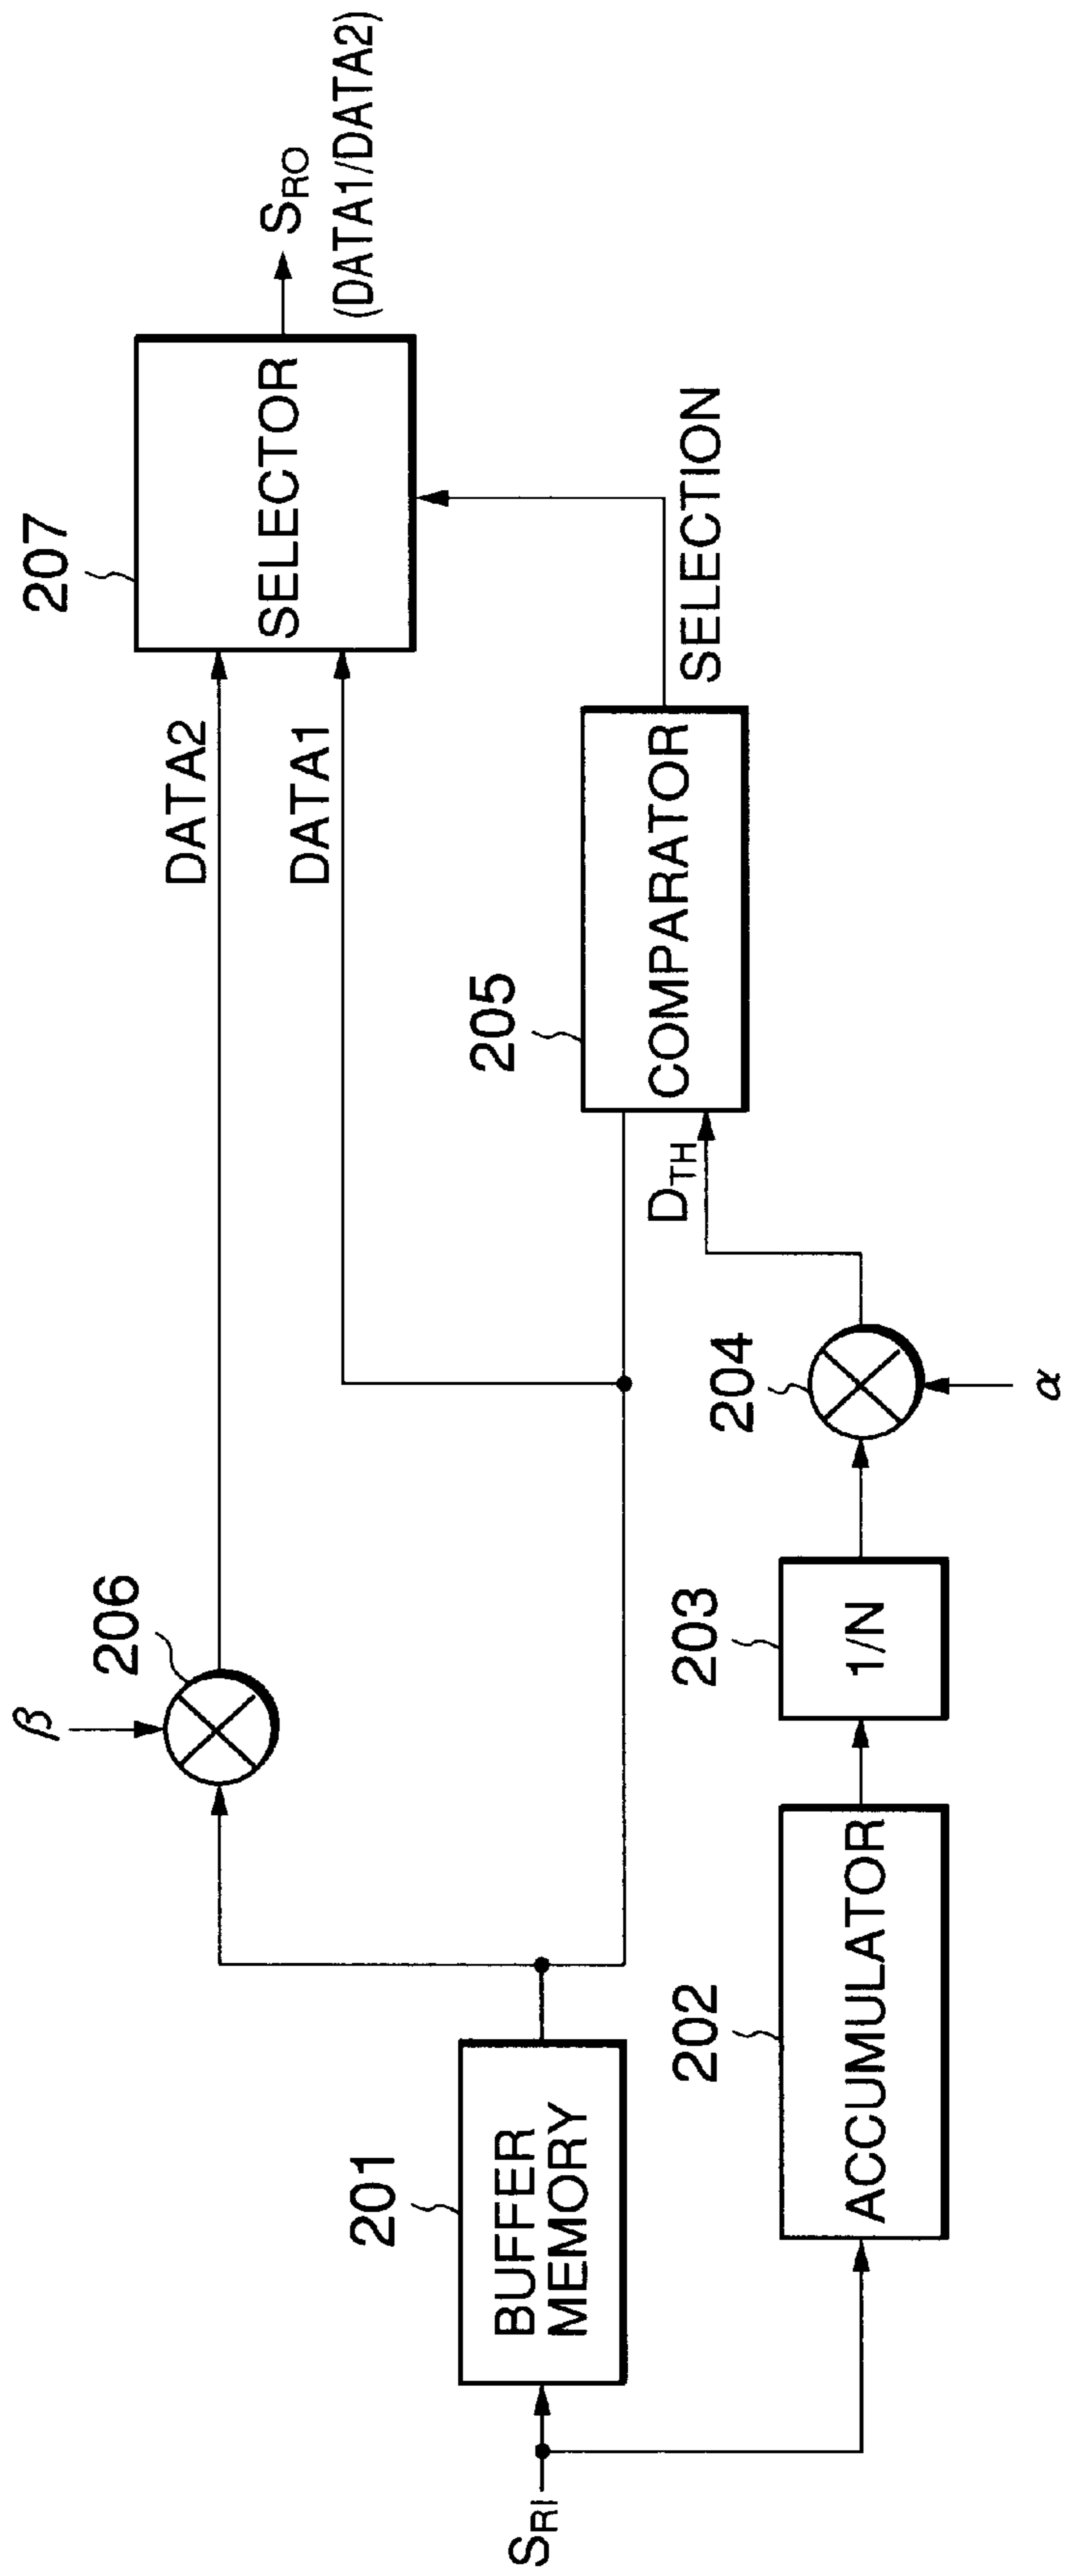 207
SELECTOR
S_RO
(DATA1/DATA2)
DATA2
DATA1
β
206
205
COMPARATOR
SELECTION
D_TH
201
BUFFER
MEMORY
S_RI
202
ACCUMULATOR
203
1/N
204
α